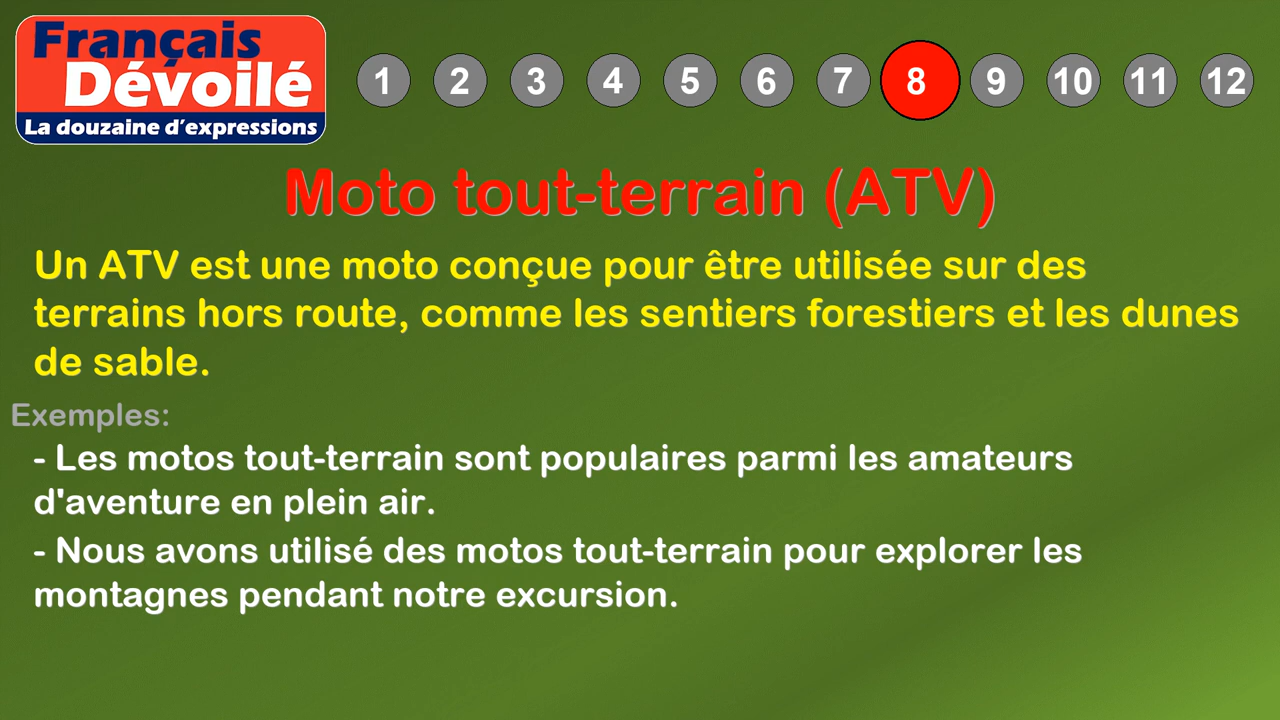 Français
Dévoilé
La douzaine d'expressions
1 2 3 4 5 6 7 8 9 10 11 12
Moto tout-terrain (ATV)
Un ATV est une moto conçue pour être utilisée sur des
terrains hors route, comme les sentiers forestiers et les dunes
de sable.
Exemples:
- Les motos tout-terrain sont populaires parmi les amateurs
d'aventure en plein air.
- Nous avons utilisé des motos tout-terrain pour explorer les
montagnes pendant notre excursion.